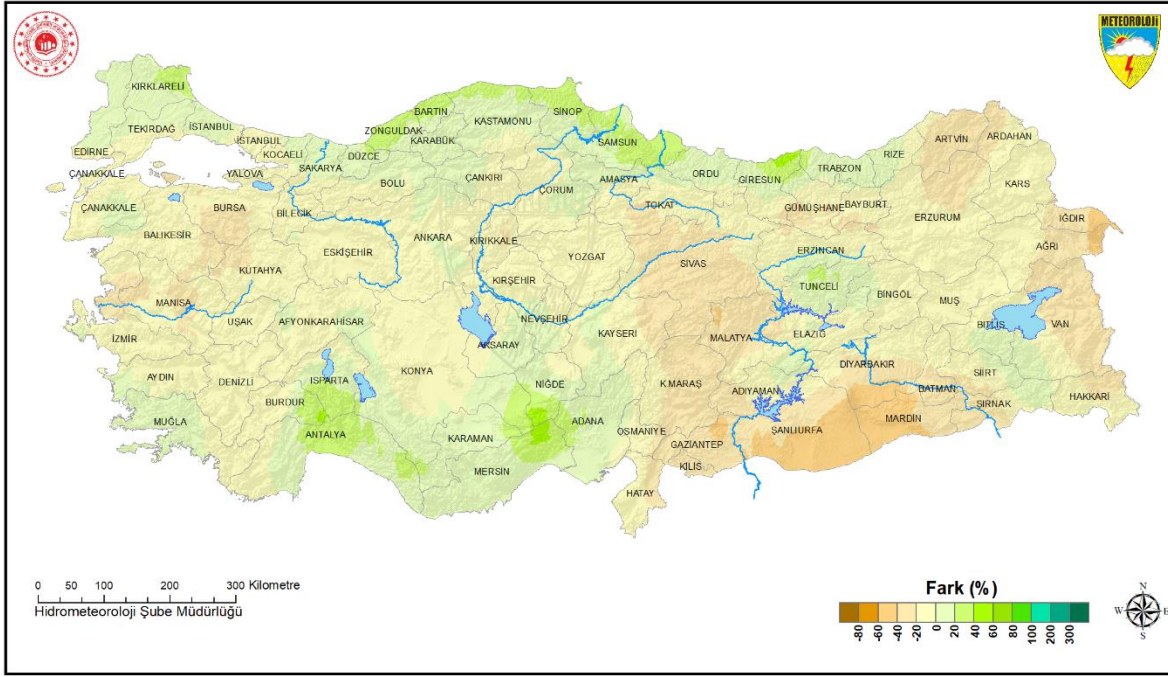 METEOROLOJİ
KIRKLARELİ
TEKİRDAĞ
İSTANBUL
EDİRNE
İSTANBUL
KOCAELİ
ÇANAKKALE
YALOVA
SAKARYA
DÜZCE
ZONGULDAK
BARTIN
KARABÜK
KASTAMONU
SİNOP
SAMSUN
BOLU
ÇANKIRI
ÇORUM
AMASYA
ORDU
GİRESUN
TRABZON
RİZE
ARTVİN
ARDAHAN
KARS
ÇANAKKALE
BURSA
BİLECİK
BALIKESİR
ESKİŞEHİR
ANKARA
KIRIKKALE
TOKAT
GÜMÜŞHANE
BAYBURT
ERZURUM
IĞDIR
AĞRI
KÜTAHYA
YOZGAT
SİVAS
ERZİNCAN
TUNCELİ
BİNGÖL
MUŞ
MANİSA
UŞAK
AFYONKARAHİSAR
KIRŞEHİR
NEVŞEHİR
KAYSERİ
MALATYA
ELAZIĞ
BİTLİS
VAN
İZMİR
AKSARAY
DİYARBAKIR
AYDIN
DENİZLİ
ISPARTA
KONYA
NİĞDE
K.MARAŞ
ADIYAMAN
BATMAN
SİİRT
ŞIRNAK
HAKKARİ
BURDUR
MUĞLA
ANTALYA
KARAMAN
ADANA
OSMANİYE
GAZİANTEP
ŞANLIURFA
MARDİN
MERSİN
KİLİS
HATAY
0 50 100 200 300 Kilometre
Hidrometeoroloji Şube Müdürlüğü
Fark (%)
-80 -60 -40 -20 0 20 40 60 80 100 200 300
N
W E
S